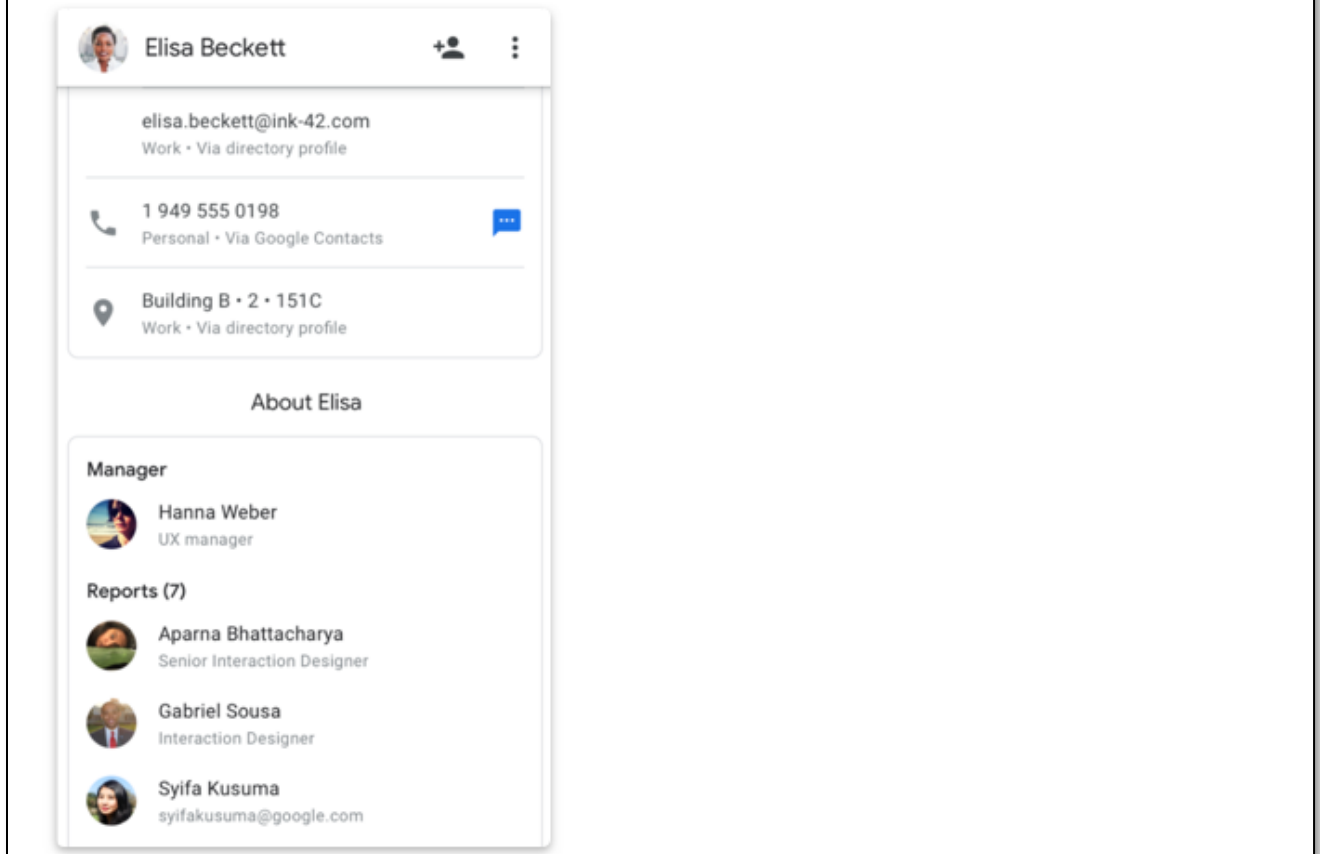 Elisa Beckett
elisa.beckett@ink-42.com
Work • Via directory profile
1 949 555 0198
Personal • Via Google Contacts
Building B • 2 • 151C
Work • Via directory profile
About Elisa
Manager
Hanna Weber
UX manager
Reports (7)
Aparna Bhattacharya
Senior Interaction Designer
Gabriel Sousa
Interaction Designer
Syifa Kusuma
syifakusuma@google.com